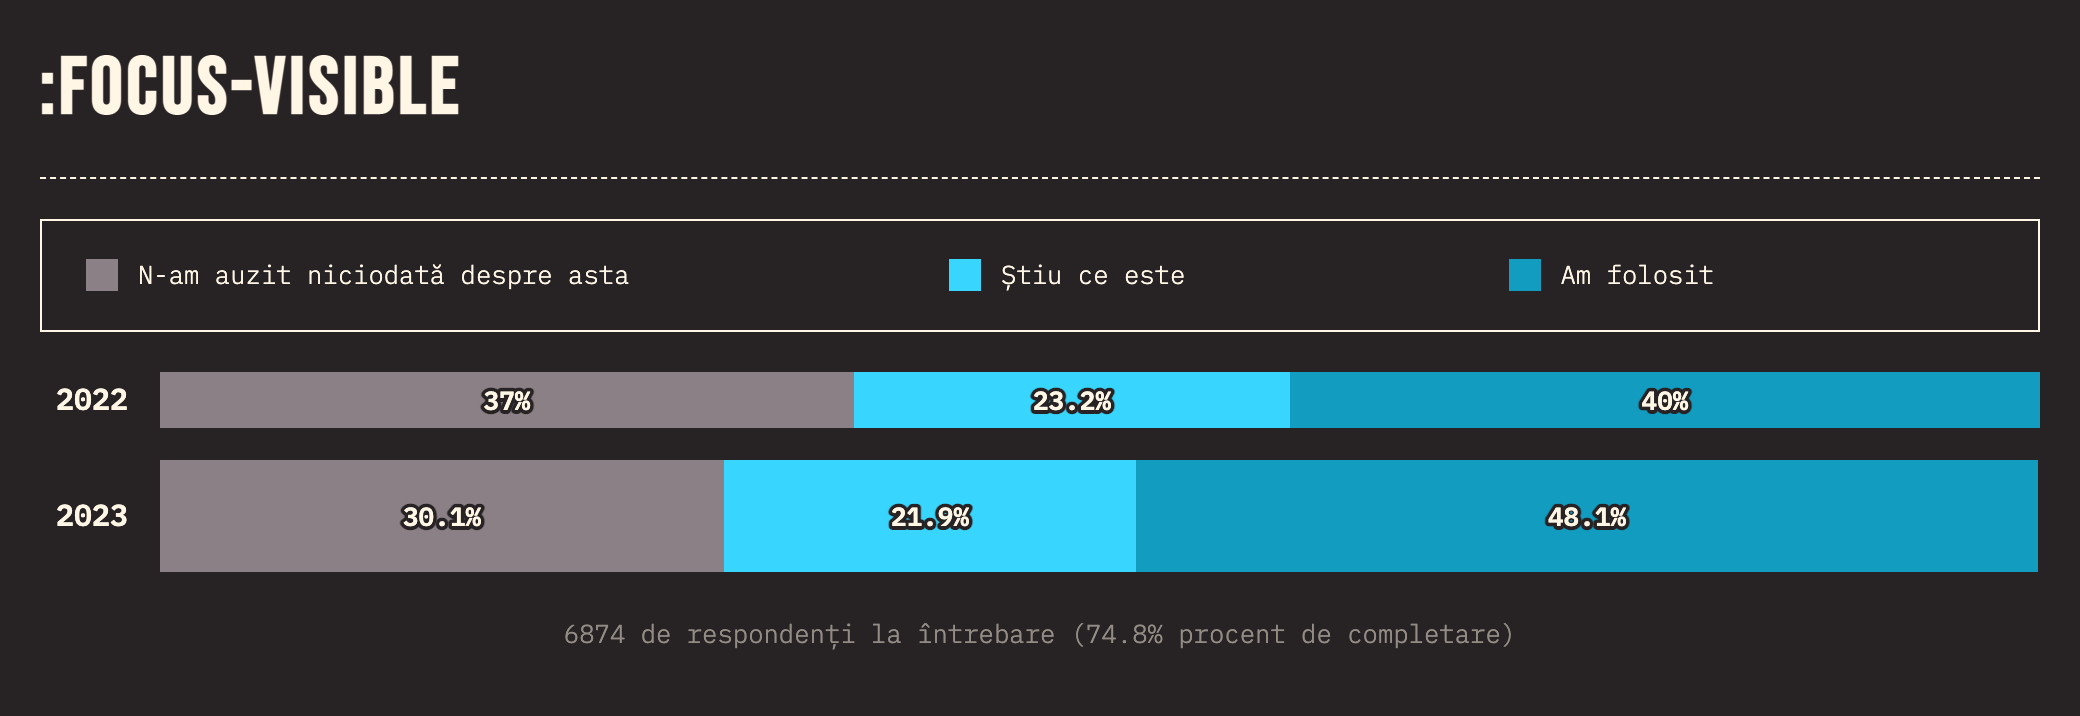 :FOCUS-VISIBLE
N-am auzit niciodată despre asta
Știu ce este
Am folosit
2022 37% 23.2% 40%
2023 30.1% 21.9% 48.1%
6874 de respondenți la întrebare (74.8% procent de completare)